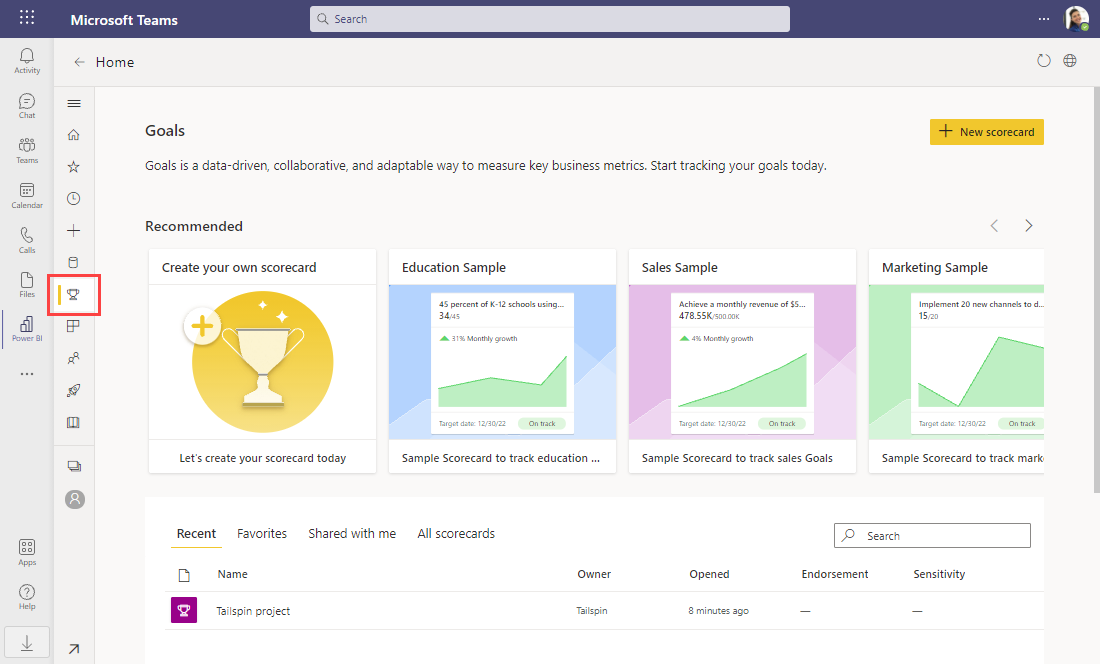 Microsoft Teams
Search
Activity
Chat
Teams
Calendar
Calls
Files
Power BI
Apps
Help
Home
Goals
New scorecard
Goals is a data-driven, collaborative, and adaptable way to measure key business metrics. Start tracking your goals today.
Recommended
Create your own scorecard
Let's create your scorecard today
Education Sample
45 percent of K-12 schools using...
34/45
31% Monthly growth
Target date: 12/30/22
On track
Sample Scorecard to track education ...
Sales Sample
Achieve a monthly revenue of $5...
478.55K/500.00K
4% Monthly growth
Target date: 12/30/22
On track
Sample Scorecard to track sales Goals
Marketing Sample
Implement 20 new channels to d...
15/20
Target date: 12/30/22
On track
Sample Scorecard to track mark
Recent Favorites Shared with me All scorecards
Search
Name Owner Opened Endorsement Sensitivity
Tailspin project Tailspin 8 minutes ago — —